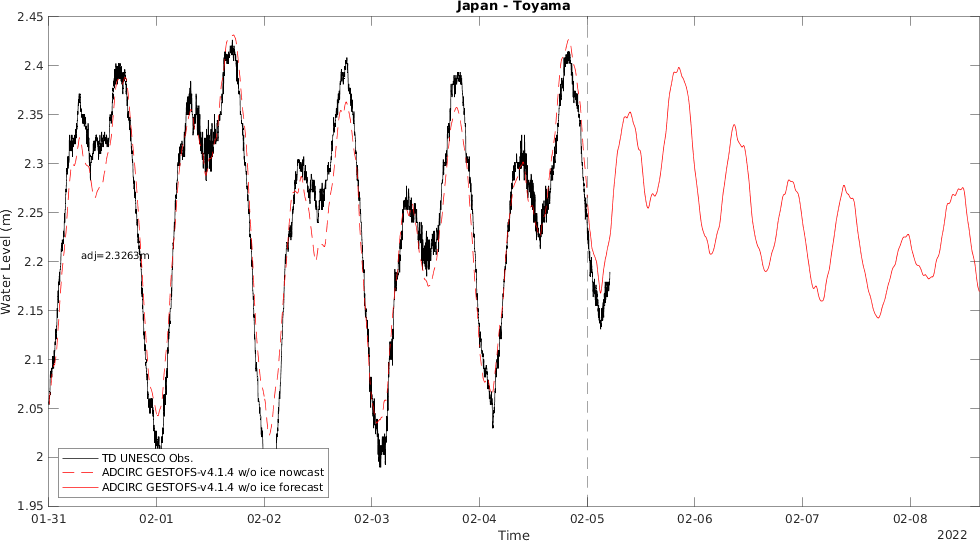 Japan - Toyama
Water Level (m)
2.45
2.4
2.35
2.3
2.25
2.2
2.15
2.1
2.05
2
1.95
adj=2.3263m
TD UNESCO Obs.
ADCIRC GESTOFS-v4.1.4 w/o ice nowcast
ADCIRC GESTOFS-v4.1.4 w/o ice forecast
01-31 02-01 02-02 02-03 02-04 02-05 02-06 02-07 02-08
Time
2022